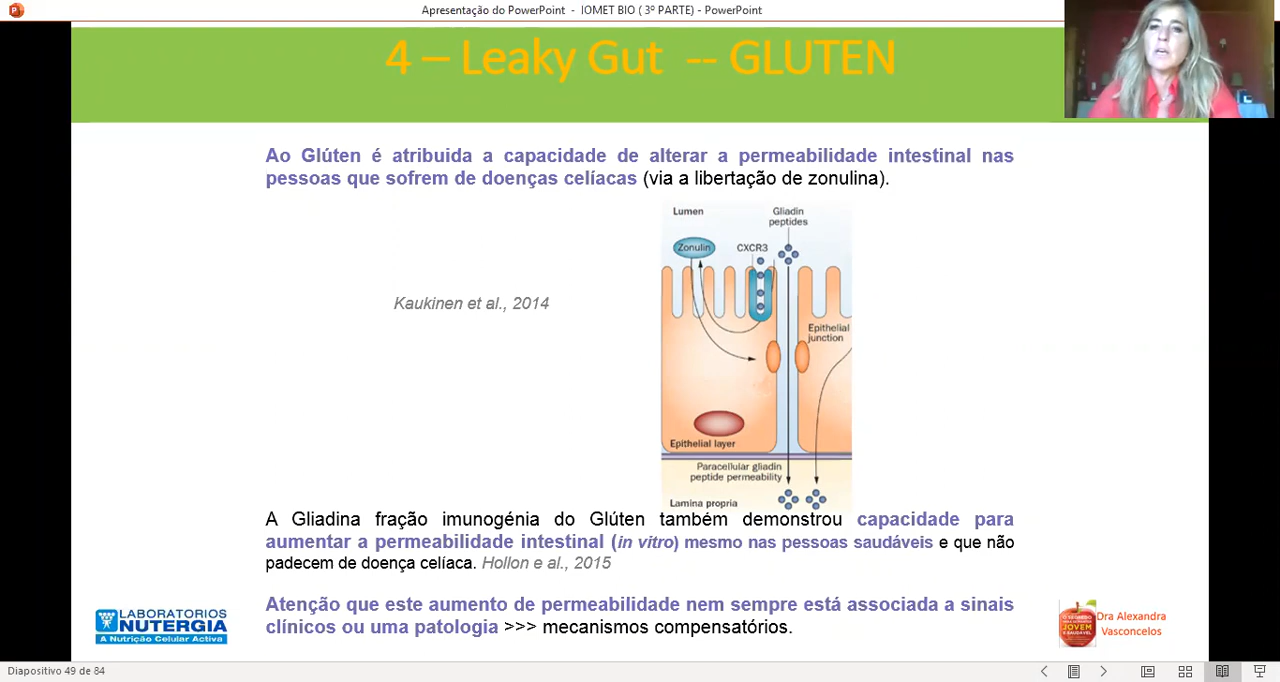 Apresentação do PowerPoint - IOMET BIO ( 3º PARTE) - PowerPoint
4 – Leaky Gut -- GLUTEN
Ao Glúten é atribuida a capacidade de alterar a permeabilidade intestinal nas
pessoas que sofrem de doenças celíacas (via a libertação de zonulina).
Lumen
Gliadin
peptides
Zonulin
CXCR3
Kaukinen et al., 2014
Epithelial
junction
Epithelial layer
Paracellular gliadin
peptide permeability
Lamina propria
A Gliadina fração imunogénia do Glúten também demonstrou capacidade para
aumentar a permeabilidade intestinal (in vitro) mesmo nas pessoas saudáveis e que não
padecem de doença celíaca. Hollon e al., 2015
Atenção que este aumento de permeabilidade nem sempre está associada a sinais
clínicos ou uma patologia >>> mecanismos compensatórios.
LABORATORIOS
NUTERGIA
A Nutrição Celular Activa
JOVEM
Dra Alexandra
Vasconcelos
Diapositivo 49 de 84